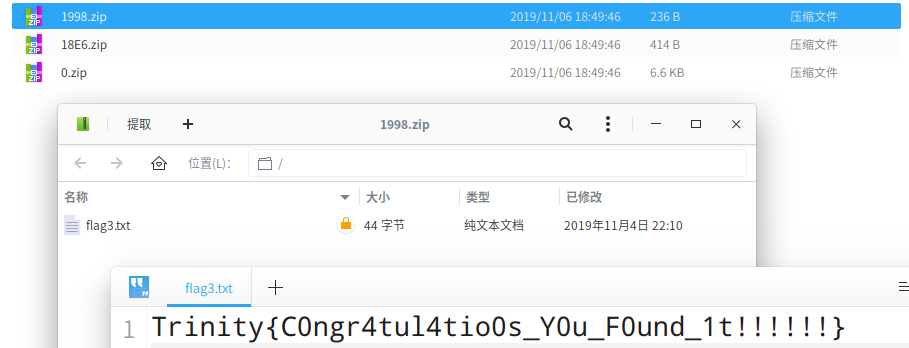 1998.zip 2019/11/06 18:49:46 236 B 压缩文件
18E6.zip 2019/11/06 18:49:46 414 B 压缩文件
0.zip 2019/11/06 18:49:46 6.6 KB 压缩文件
提取 1998.zip
位置(L)： /
名称 大小 类型 已修改
flag3.txt 44 字节 纯文本文档 2019年11月4日 22:10
flag3.txt
1 Trinity{C0ngr4tul4tio0s_Y0u_F0und_1t!!!!!!}